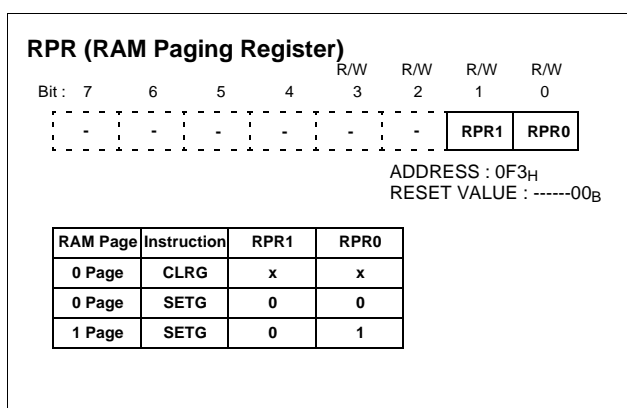 RPR (RAM Paging Register)
R/W R/W R/W R/W
Bit : 7 6 5 4 3 2 1 0
- - - - - - RPR1 RPR0
ADDRESS : 0F3H
RESET VALUE : ------00B
RAM Page Instruction RPR1 RPR0
0 Page CLRG x x
0 Page SETG 0 0
1 Page SETG 0 1